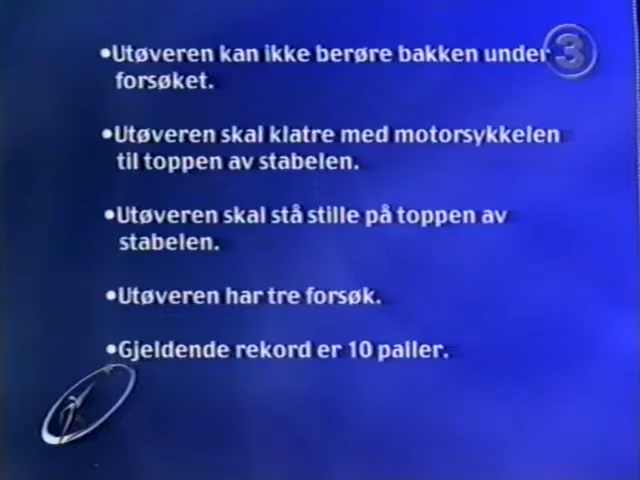 •Utøveren kan ikke berøre bakken under
forsøket.
•Utøveren skal klatre med motorsykkelen
til toppen av stabelen.
•Utøveren skal stå stille på toppen av
stabelen.
•Utøveren har tre forsøk.
•Gjeldende rekord er 10 paller.
3